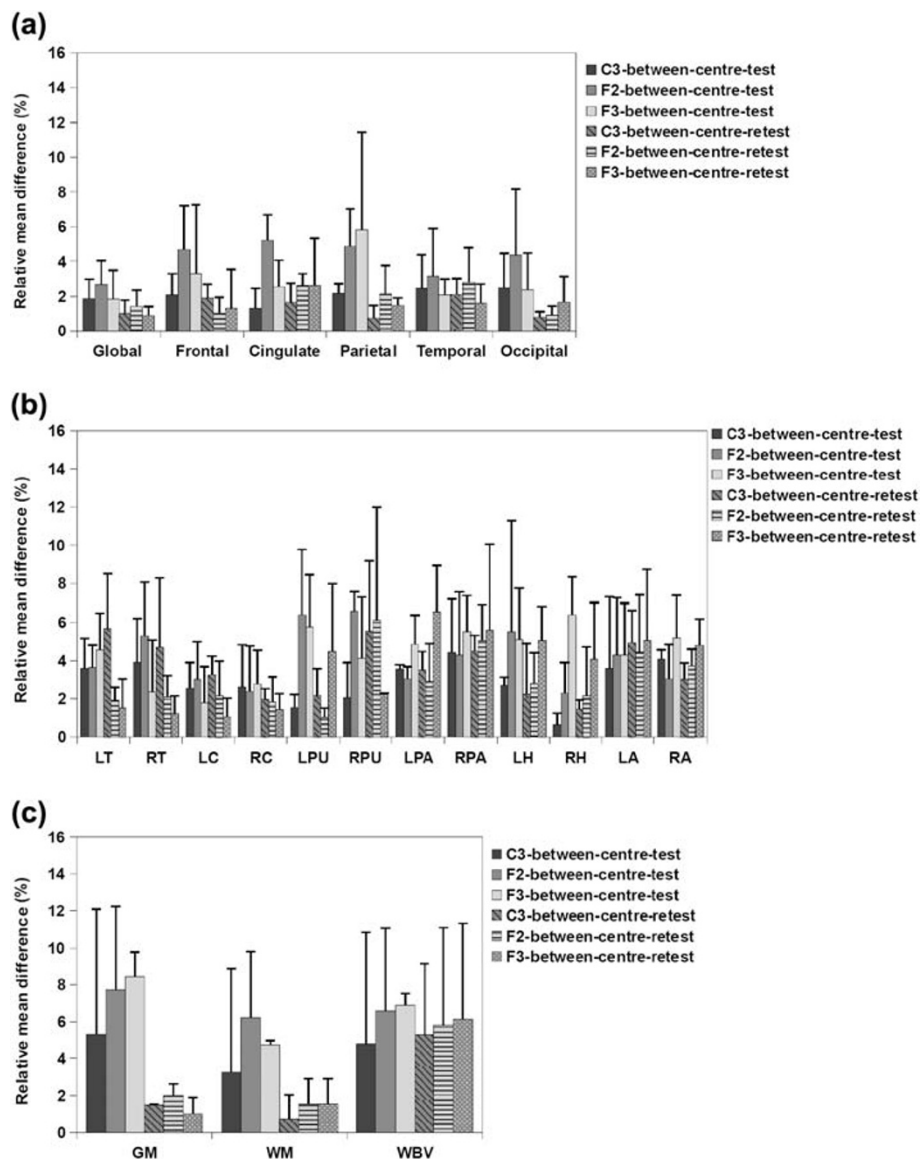 (a)
16
14
12
10
8
6
4
2
0
Relative mean difference (%)
Global Frontal Cingulate Parietal Temporal Occipital
C3-between-centre-test
F2-between-centre-test
F3-between-centre-test
C3-between-centre-retest
F2-between-centre-retest
F3-between-centre-retest
(b)
16
14
12
10
8
6
4
2
0
Relative mean difference (%)
LT RT LC RC LPU RPU LPA RPA LH RH LA RA
C3-between-centre-test
F2-between-centre-test
F3-between-centre-test
C3-between-centre-retest
F2-between-centre-retest
F3-between-centre-retest
(c)
16
14
12
10
8
6
4
2
0
Relative mean difference (%)
GM WM WBV
C3-between-centre-test
F2-between-centre-test
F3-between-centre-test
C3-between-centre-retest
F2-between-centre-retest
F3-between-centre-retest